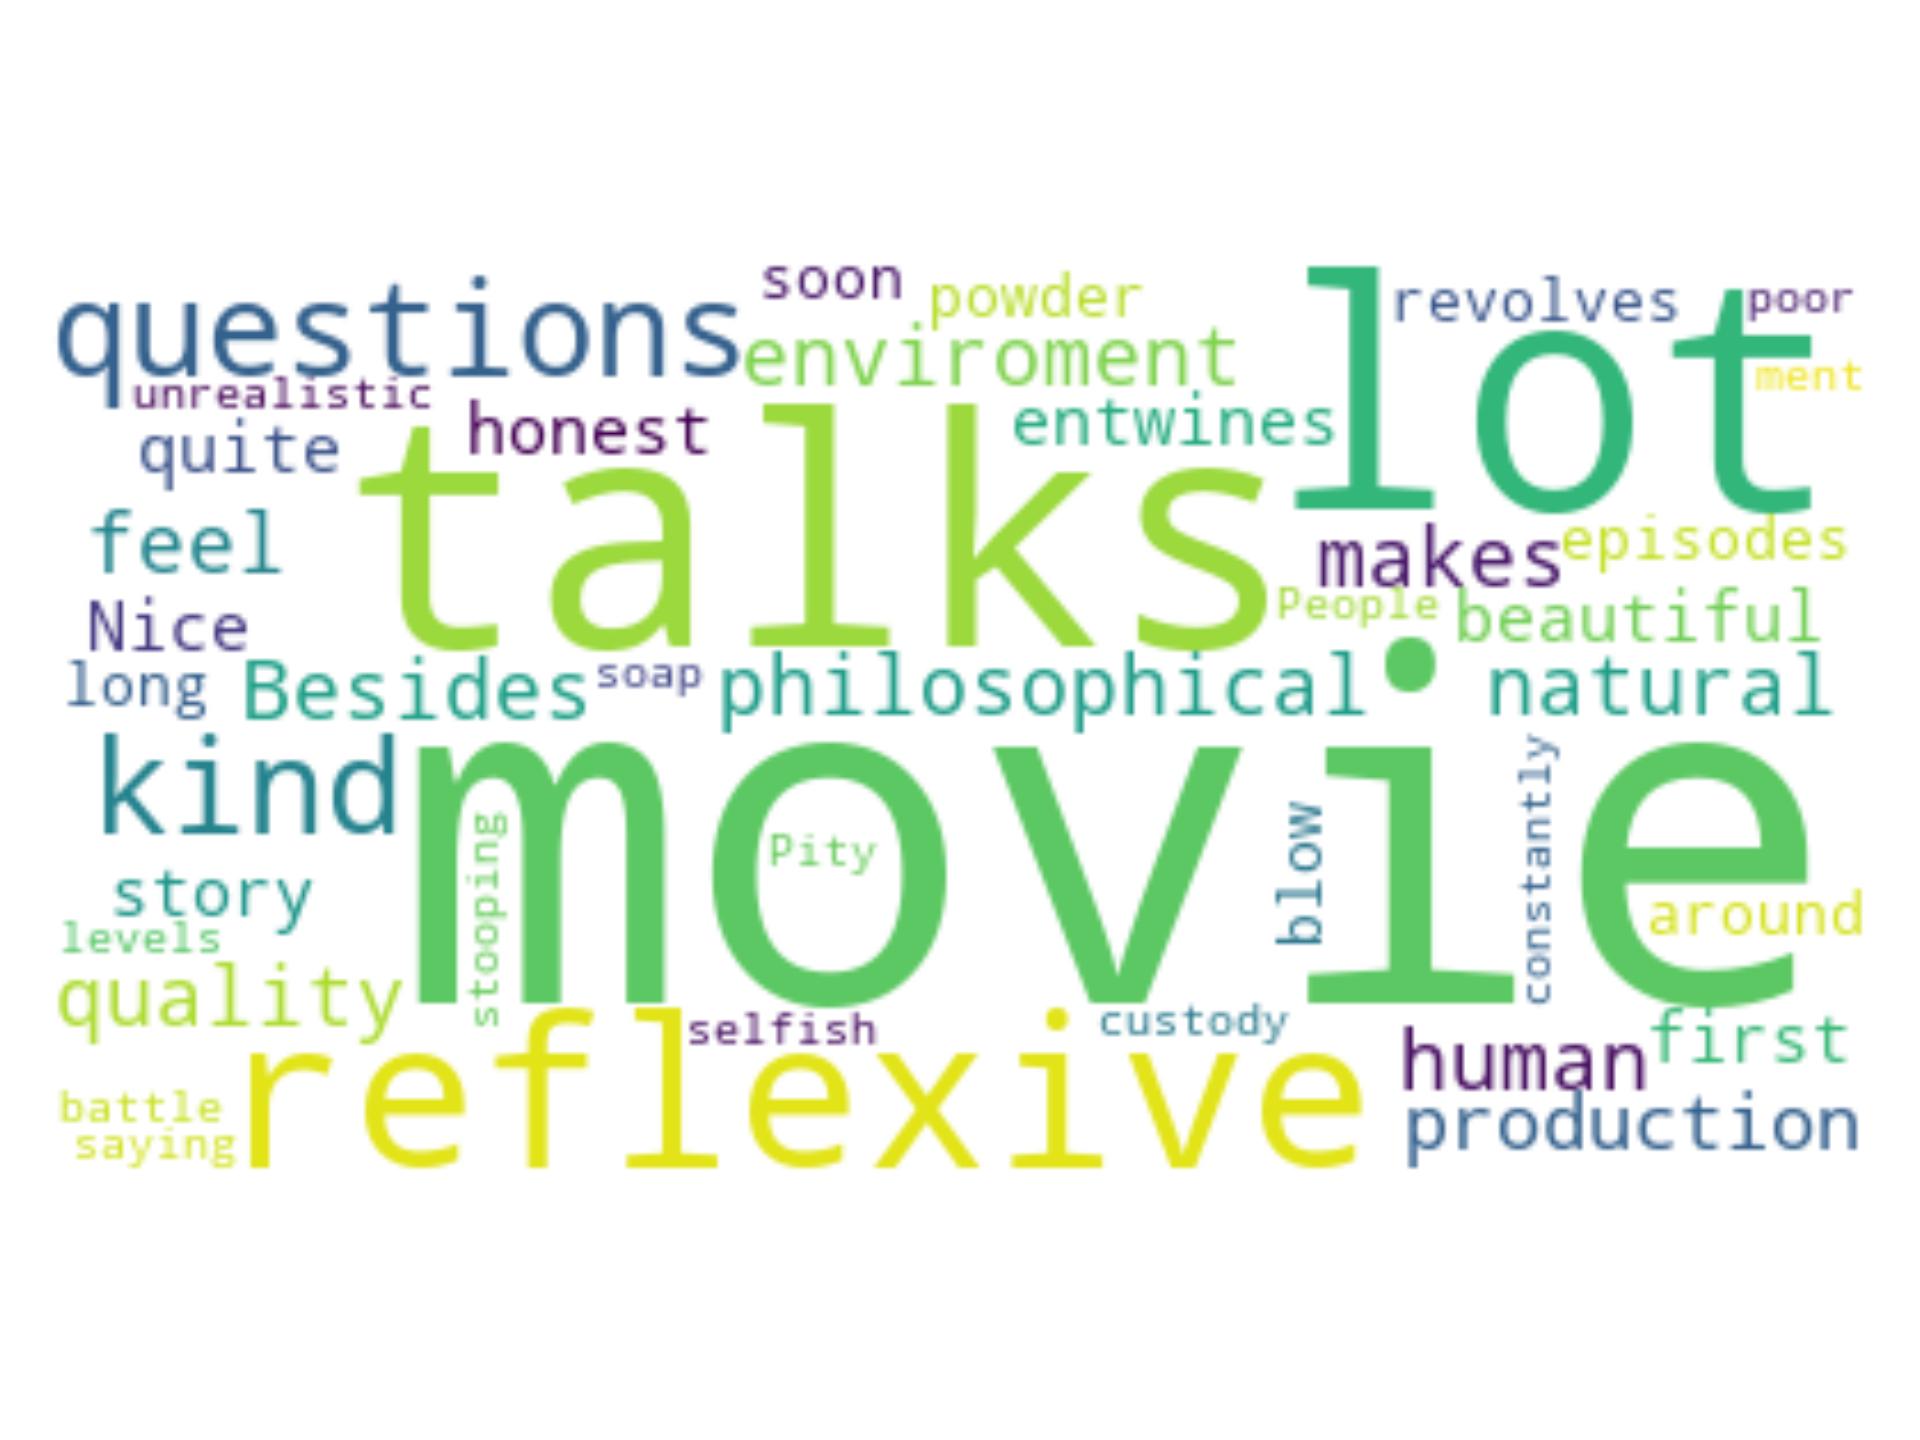 soon
questions
powder
lot
revolves
poor
enviroment
ment
unrealistic
honest
entwines
quite
talks
feel
makes
episodes
People
beautiful
Nice
long
Besides
soap
philosophical
natural
kind
movie
stooping
Pity
blow
constantly
story
around
levels
quality
reflexive
selfish
custody
human
first
battle
saying
production